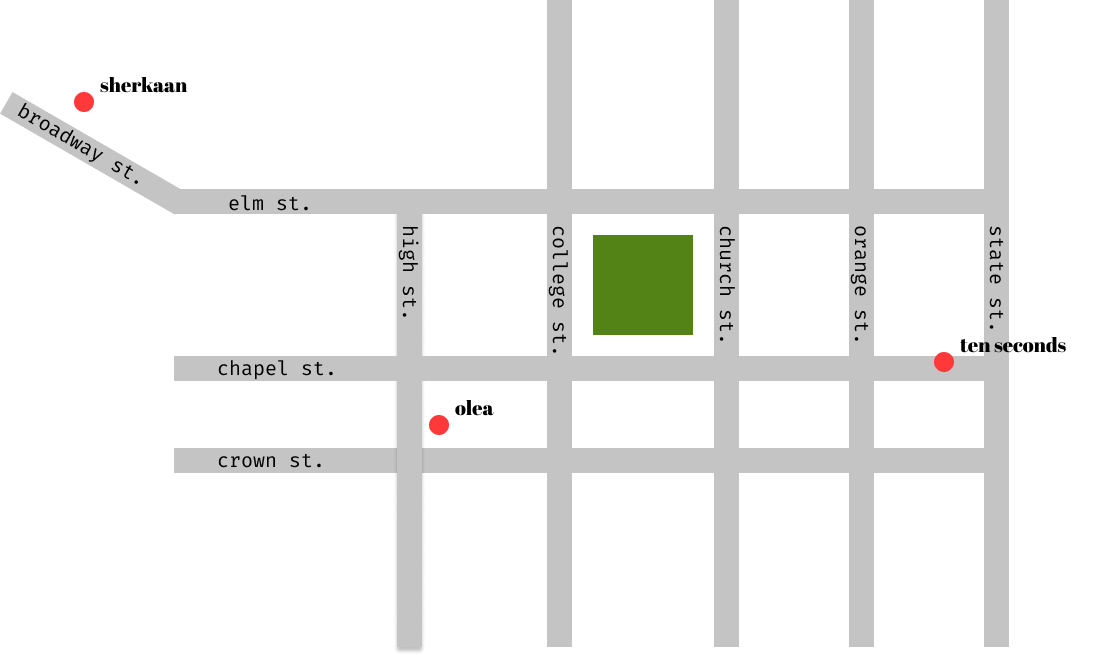 sherkaan
broadway st.
elm st.
high st.
college st.
church st.
orange st.
state st.
ten seconds
chapel st.
olea
crown st.